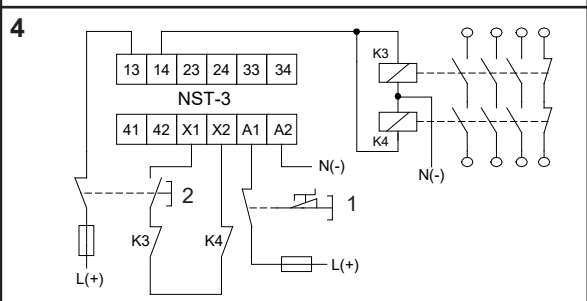 4
K3
13 14 23 24 33 34
NST-3
K4
41 42 X1 X2 A1 A2
N(-)
N(-)
2
1
K3 K4
L(+)
L(+)